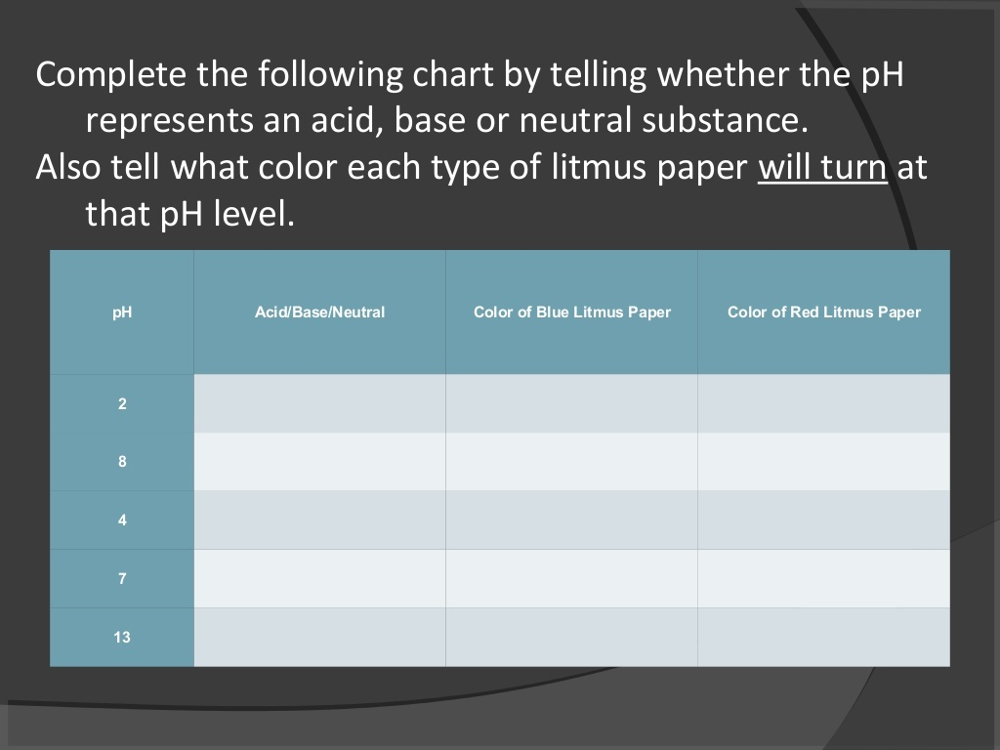 Complete the following chart by telling whether the pH
represents an acid, base or neutral substance.
Also tell what color each type of litmus paper will turn at
that pH level.
pH Acid/Base/Neutral Color of Blue Litmus Paper Color of Red Litmus Paper
2
8
4
7
13